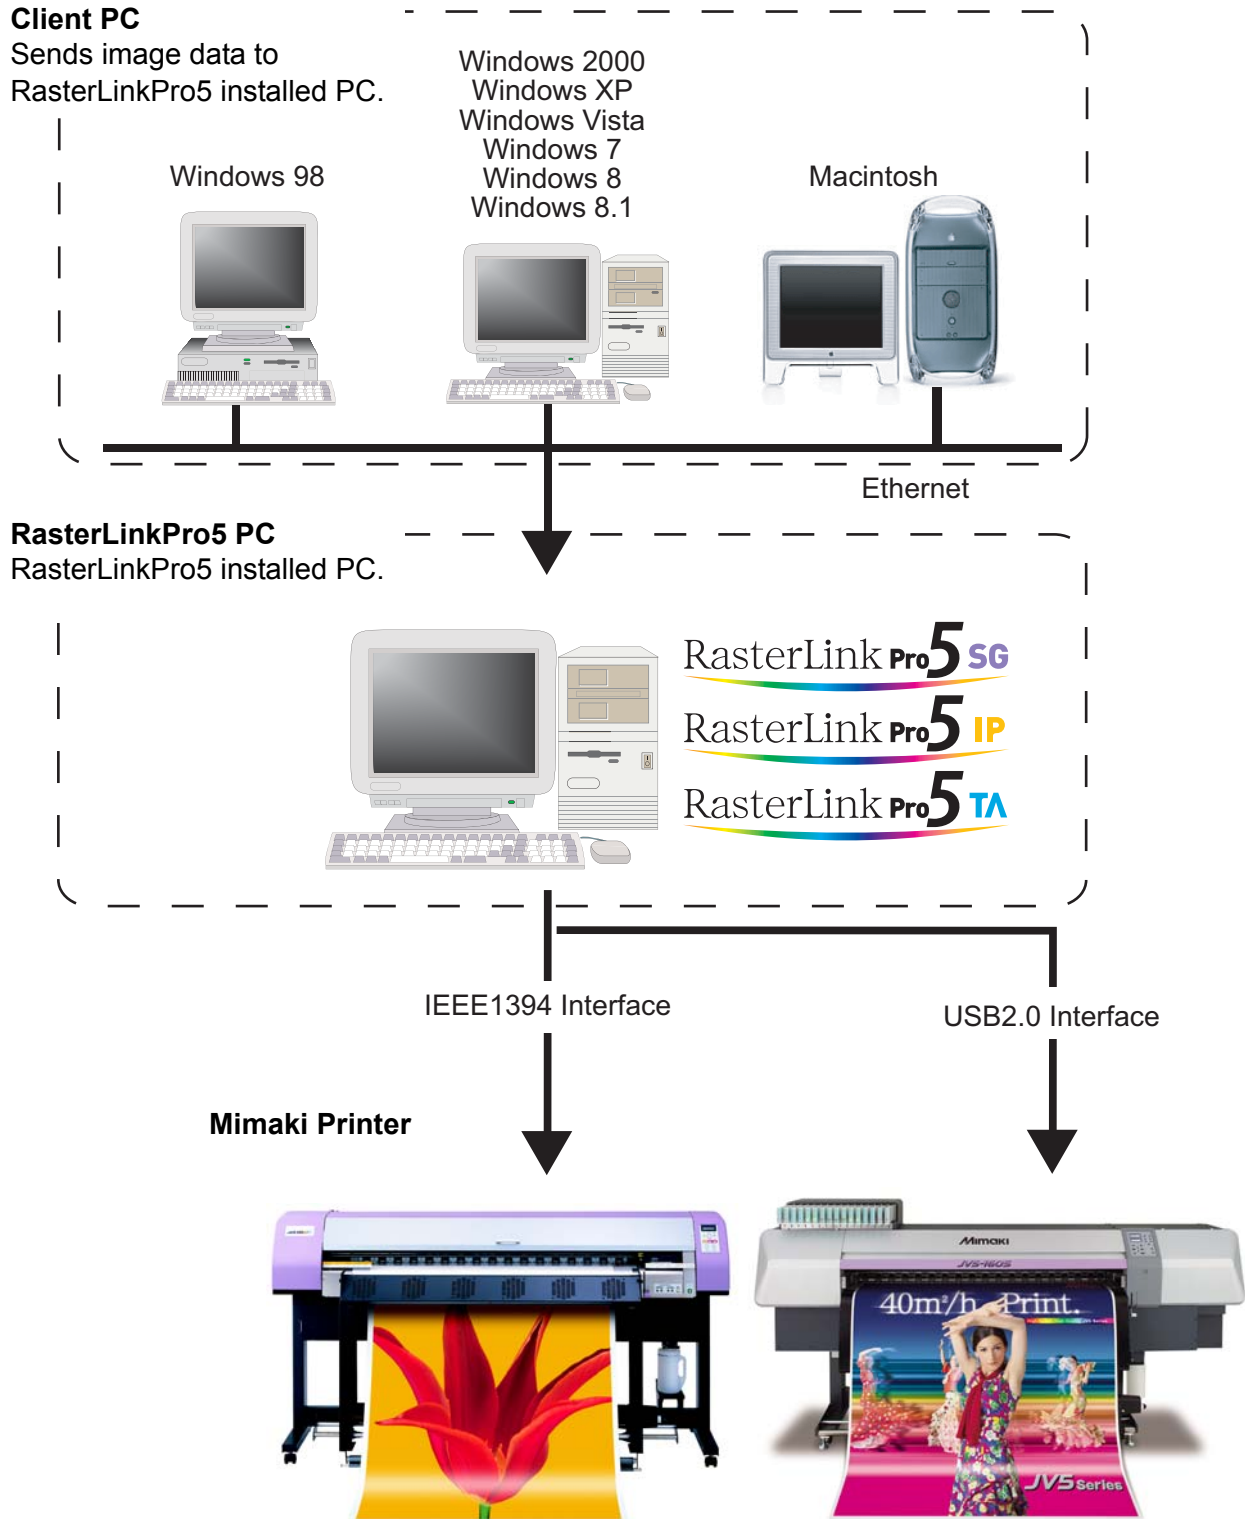 Client PC
Sends image data to
RasterLinkPro5 installed PC.
Windows 98
Windows 2000
Windows XP
Windows Vista
Windows 7
Windows 8
Windows 8.1
Macintosh
Ethernet
RasterLinkPro5 PC
RasterLinkPro5 installed PC.
RasterLink Pro5 SG
RasterLink Pro5 IP
RasterLink Pro5 TA
IEEE1394 Interface
USB2.0 Interface
Mimaki Printer
Mimaki
JV5-160S
40m²/h Print.
JV5 Series